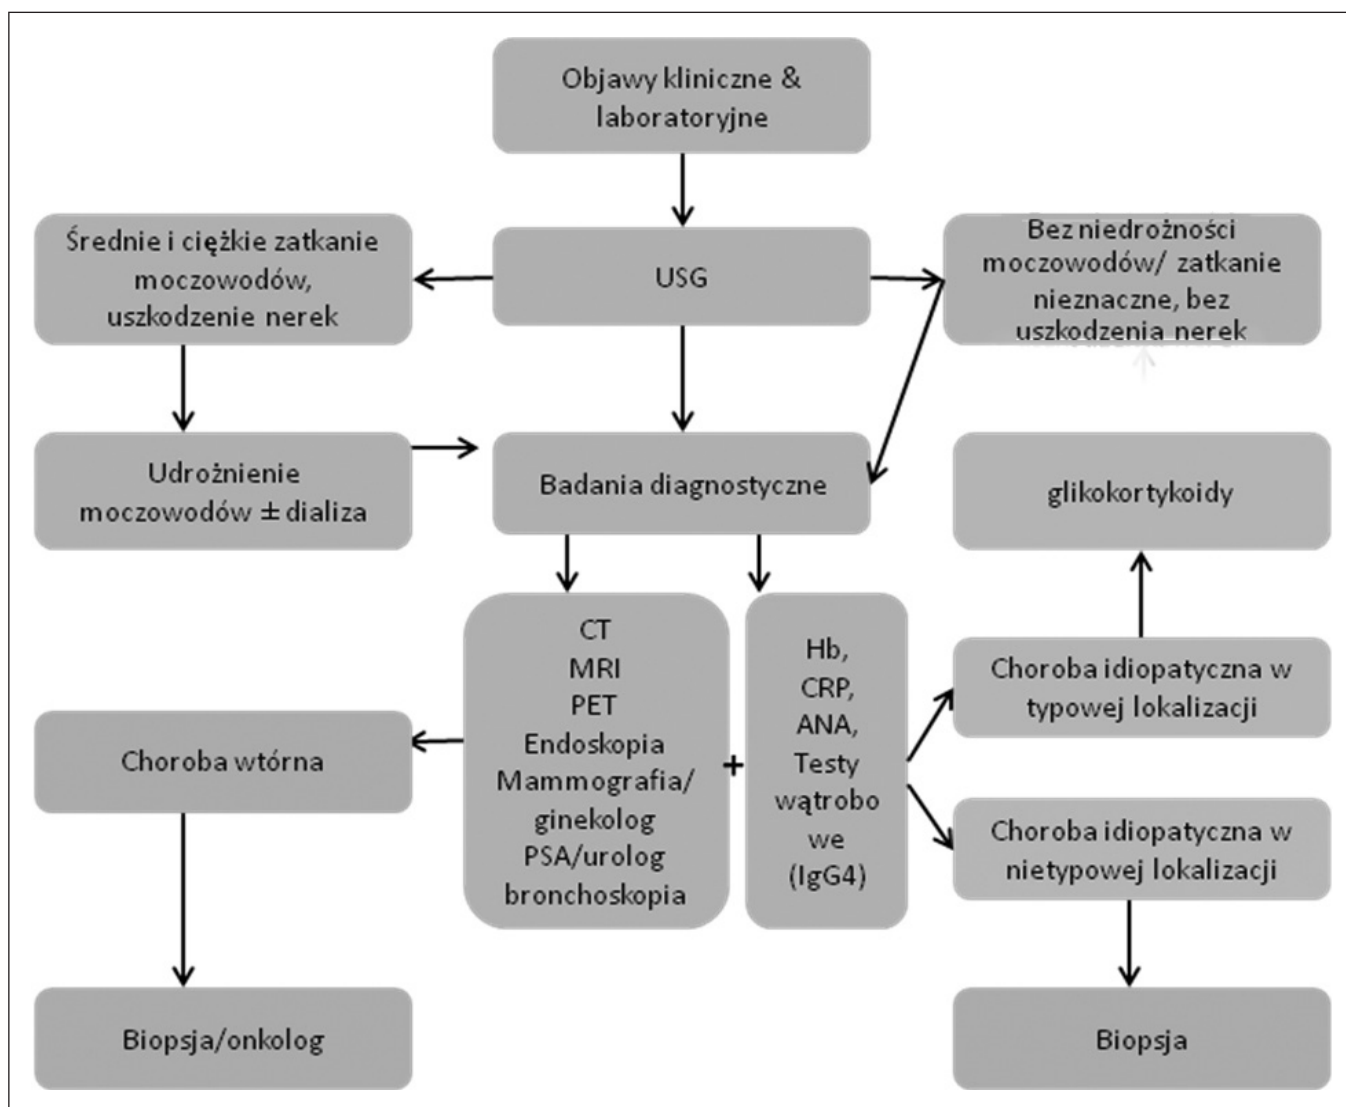 Objawy kliniczne &
laboratoryjne
Średnie i ciężkie zatkanie
moczowodów,
uszkodzenie nerek
USG
Bez niedrożności
moczowodów/ zatkanie
nieznaczne, bez
uszkodzenia nerek
Udrożnienie
moczowodów ± dializa
Badania diagnostyczne
glikokortykoidy
CT
MRI
PET
Endoskopia
Mammografia/
ginekolog
PSA/urolog
bronchoskopia
+
Hb,
CRP,
ANA,
Testy
wątrobo
we
(IgG4)
Choroba idiopatyczna w
typowej lokalizacji
Choroba wtórna
Choroba idiopatyczna w
nietypowej lokalizacji
Biopsja/onkolog
Biopsja